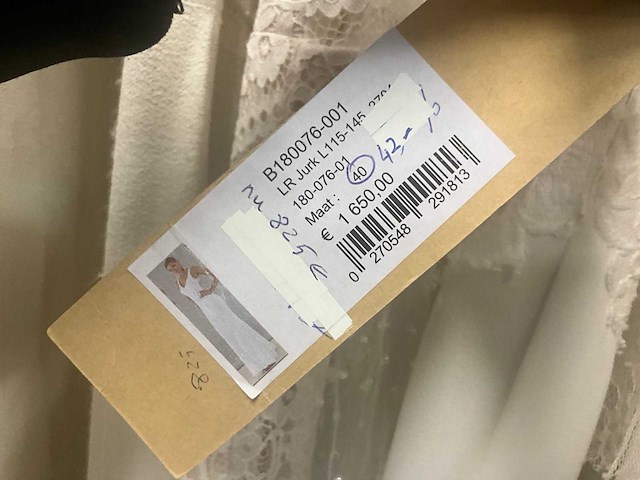 B180076-001
LR Jurk L115-145
180-076-01
Maat : 40 42,-
€ 1 650,00
0 270548 291813
nu 825 €
825